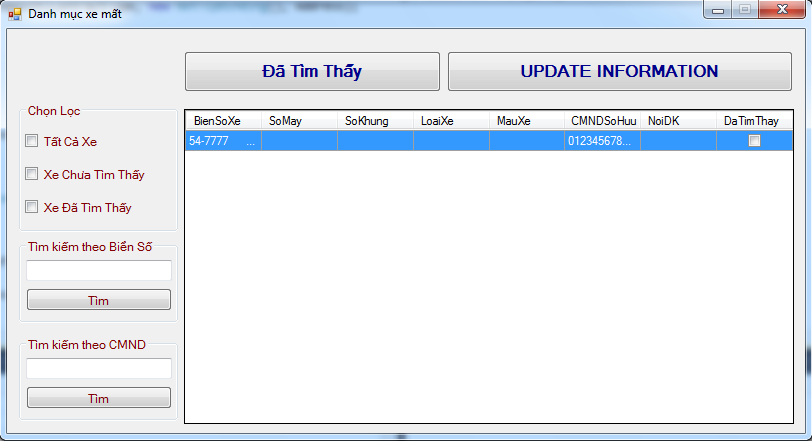 Danh mục xe mất
Đã Tìm Thấy
UPDATE INFORMATION
Chọn Lọc
Tất Cả Xe
Xe Chưa Tìm Thấy
Xe Đã Tìm Thấy
Tìm kiếm theo Biển Số
Tìm
Tìm kiếm theo CMND
Tìm
BienSoXe SoMay SoKhung LoaiXe MauXe CMNDSoHuu NoiDK DaTimThay
54-7777 ... 012345678...